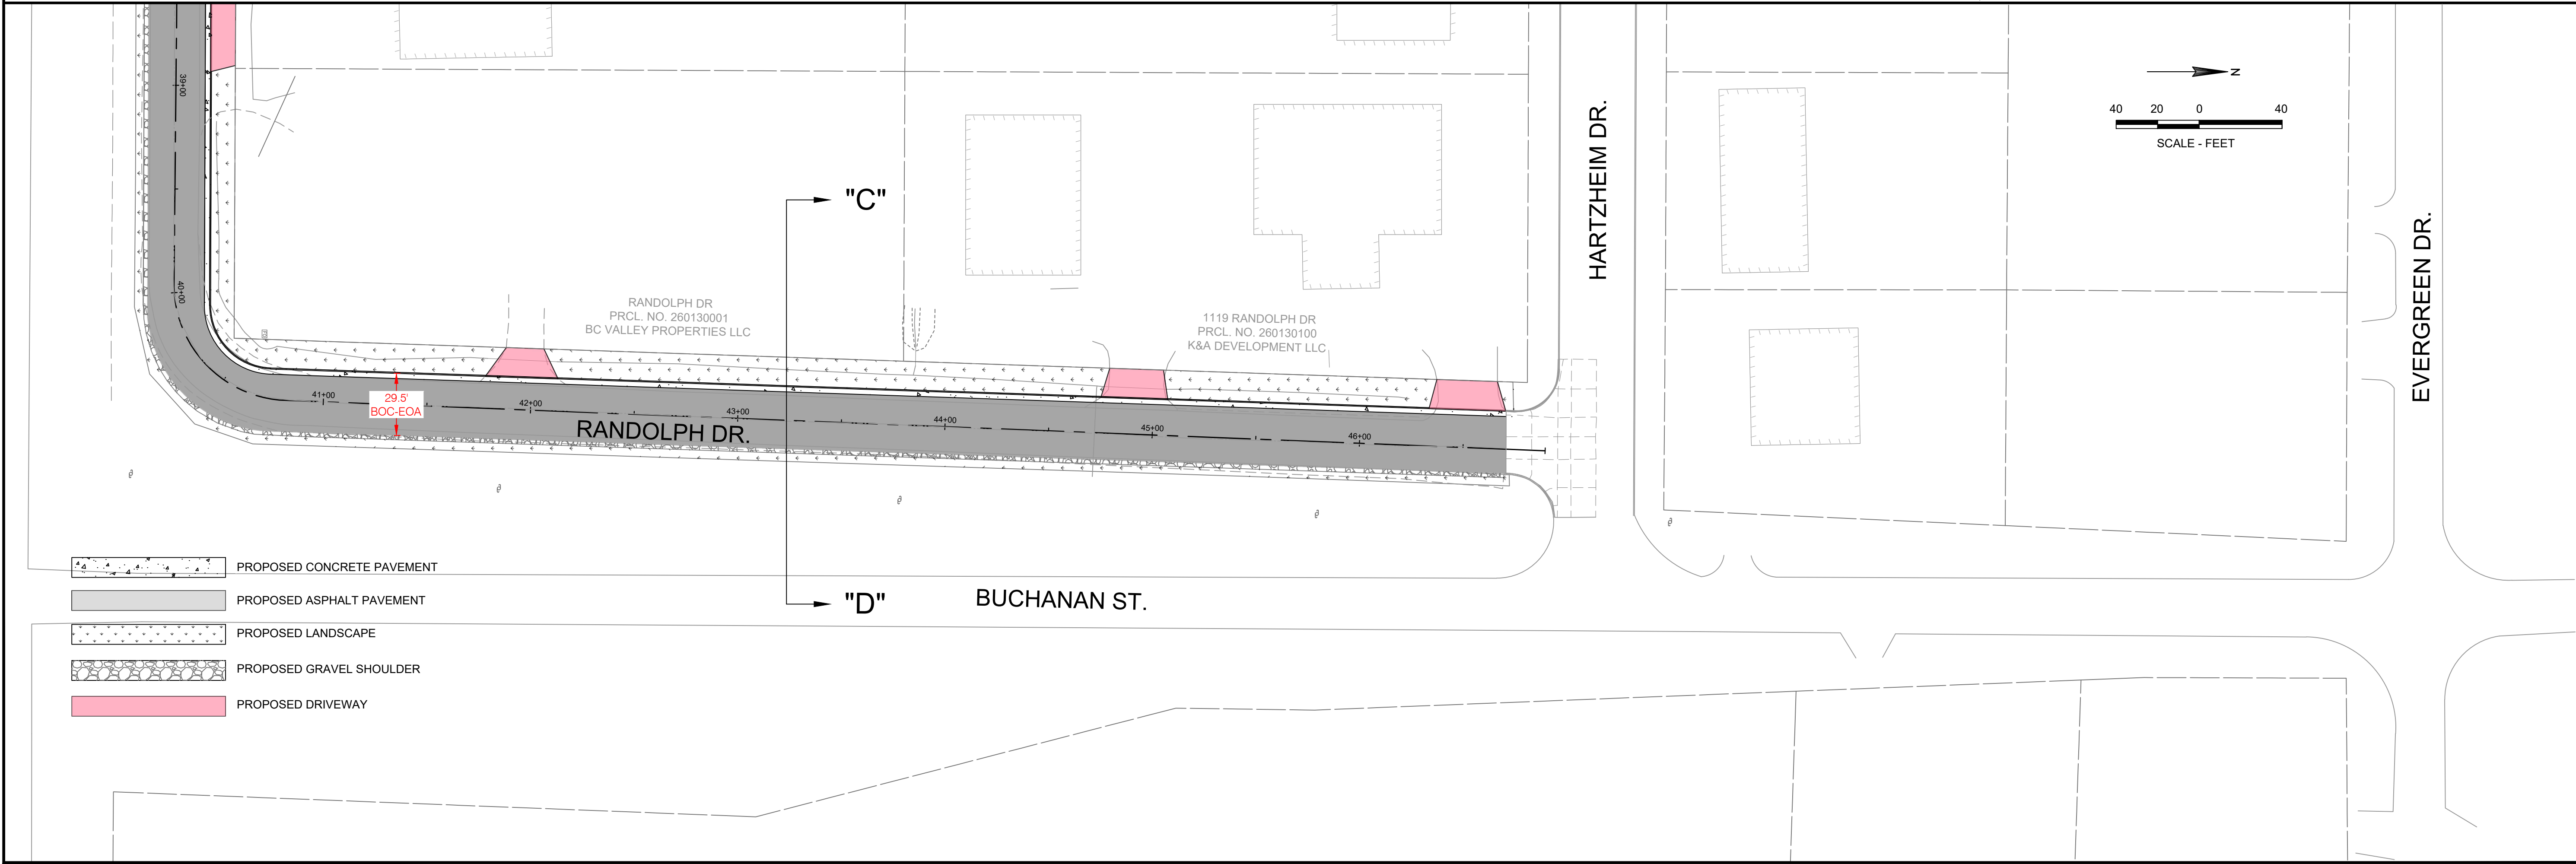 39+00
40+00
"C"
HARTZHEIM DR.
N
40 20 0 40
SCALE - FEET
EVERGREEN DR.
RANDOLPH DR
PRCL. NO. 260130001
BC VALLEY PROPERTIES LLC
1119 RANDOLPH DR
PRCL. NO. 260130100
K&A DEVELOPMENT LLC
29.5'
BOC-EOA
41+00
42+00
43+00
44+00
45+00
46+00
RANDOLPH DR.
"D"
BUCHANAN ST.
PROPOSED CONCRETE PAVEMENT
PROPOSED ASPHALT PAVEMENT
PROPOSED LANDSCAPE
PROPOSED GRAVEL SHOULDER
PROPOSED DRIVEWAY